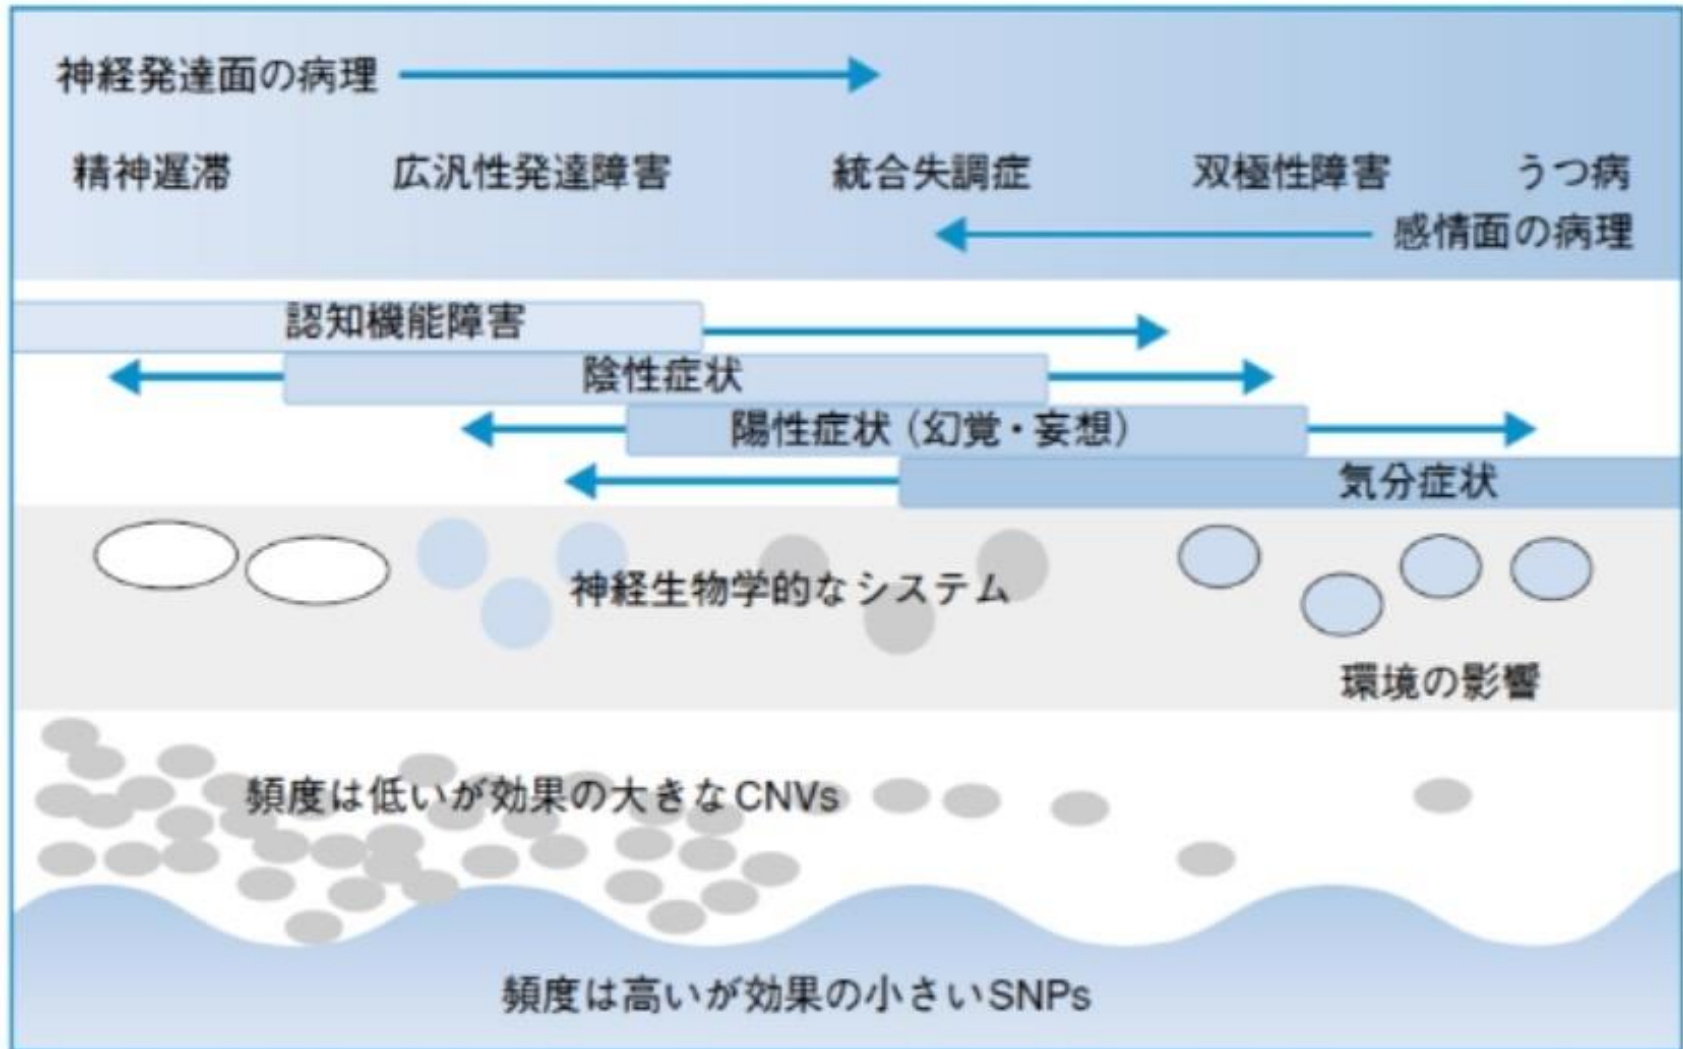 神経発達面の病理
精神遅滞 広汎性発達障害 統合失調症 双極性障害 うつ病
感情面の病理
認知機能障害
陰性症状
陽性症状（幻覚・妄想）
気分症状
神経生物学的なシステム
環境の影響
頻度は低いが効果の大きなCNVs
頻度は高いが効果の小さいSNPs